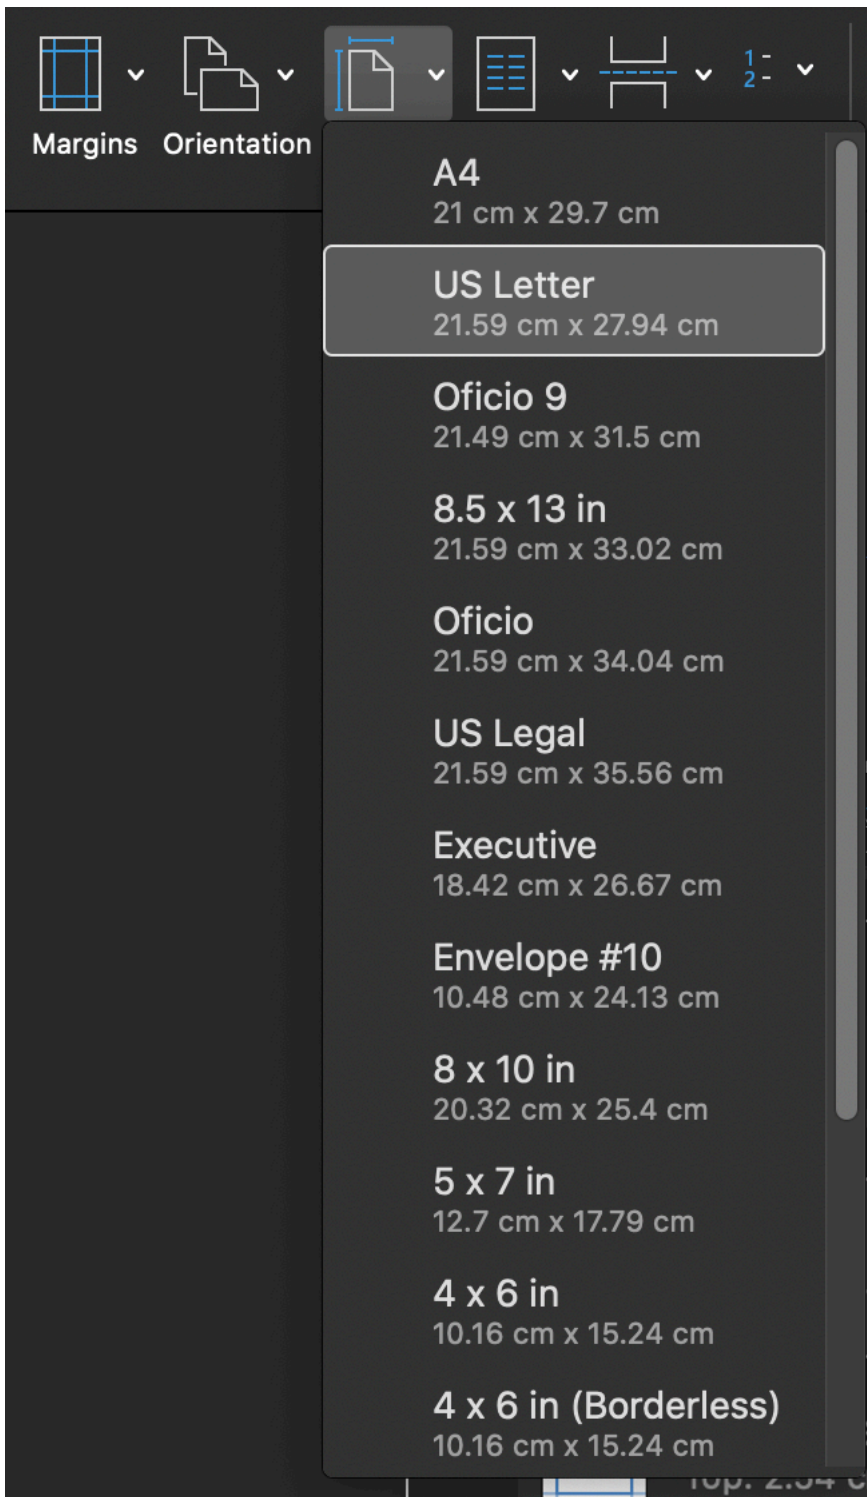 1
2
Margins
Orientation
A4
21 cm x 29.7 cm
US Letter
21.59 cm x 27.94 cm
Oficio 9
21.49 cm x 31.5 cm
8.5 x 13 in
21.59 cm x 33.02 cm
Oficio
21.59 cm x 34.04 cm
US Legal
21.59 cm x 35.56 cm
Executive
18.42 cm x 26.67 cm
Envelope #10
10.48 cm x 24.13 cm
8 x 10 in
20.32 cm x 25.4 cm
5 x 7 in
12.7 cm x 17.79 cm
4 x 6 in
10.16 cm x 15.24 cm
4 x 6 in (Borderless)
10.16 cm x 15.24 cm
Top: 2.54 c